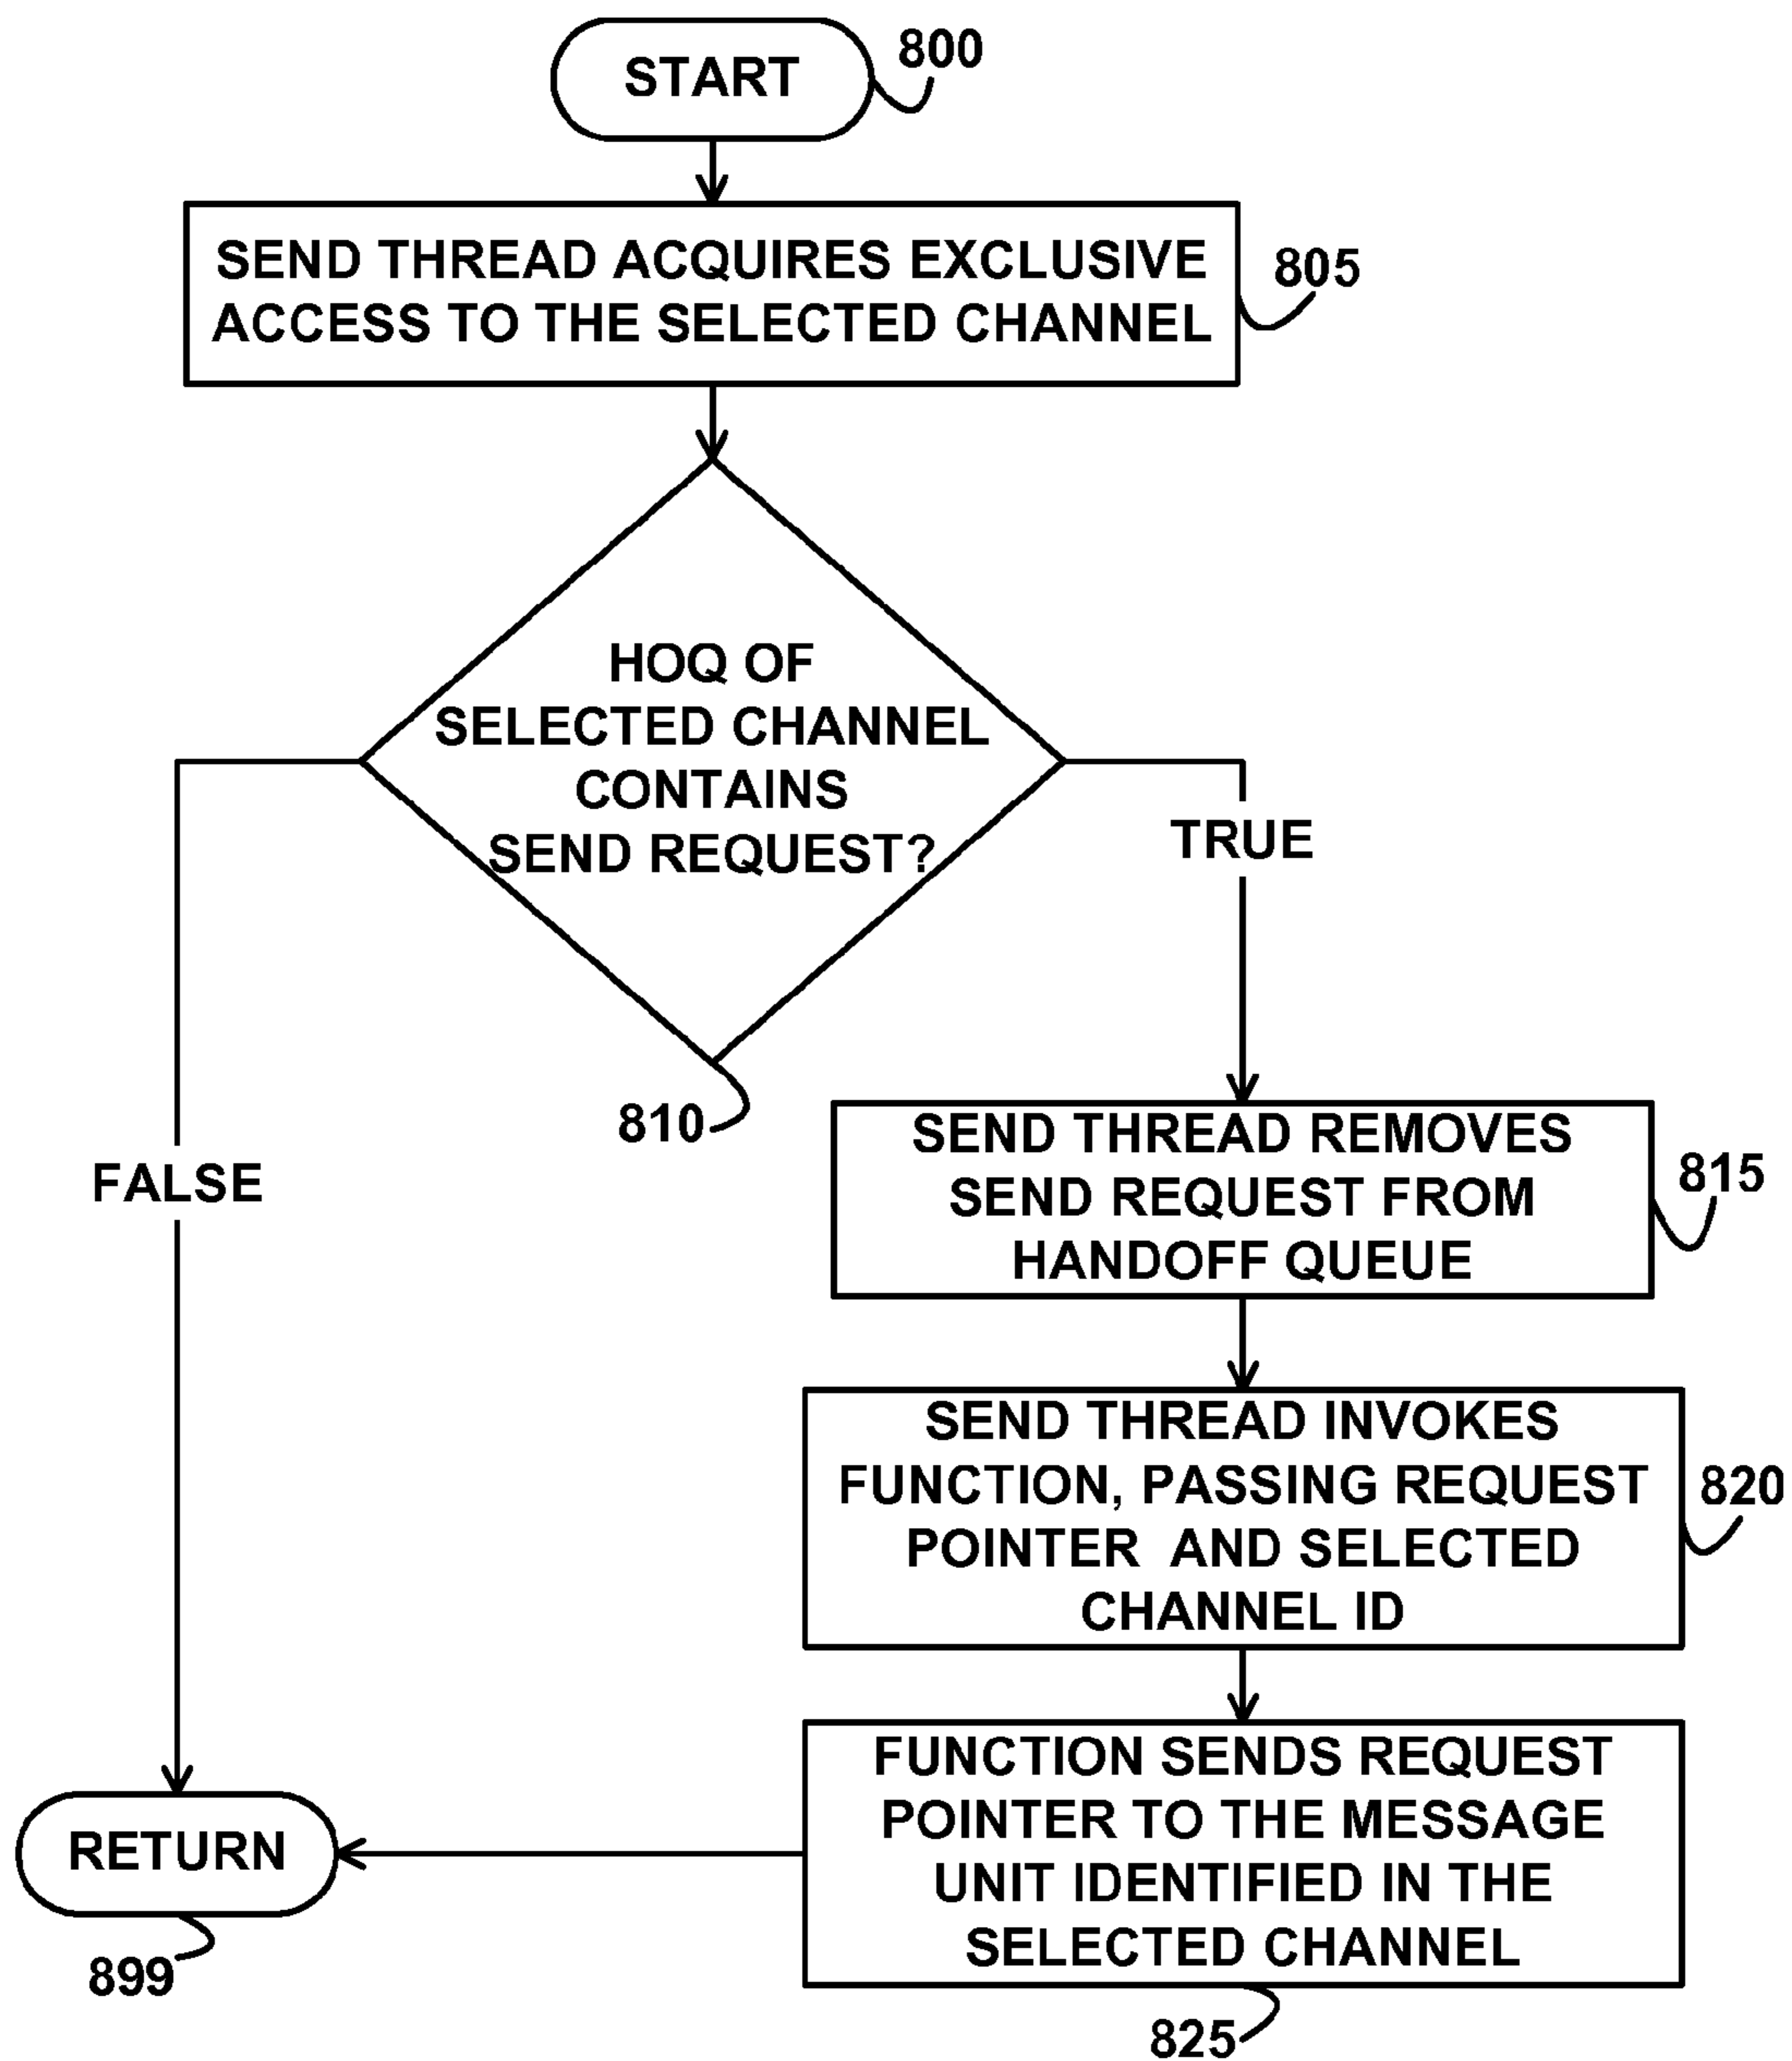 START
800
SEND THREAD ACQUIRES EXCLUSIVE
ACCESS TO THE SELECTED CHANNEL
805
HOQ OF
SELECTED CHANNEL
CONTAINS
SEND REQUEST?
810
TRUE
FALSE
SEND THREAD REMOVES
SEND REQUEST FROM
HANDOFF QUEUE
815
SEND THREAD INVOKES
FUNCTION, PASSING REQUEST
POINTER AND SELECTED
CHANNEL ID
820
FUNCTION SENDS REQUEST
POINTER TO THE MESSAGE
UNIT IDENTIFIED IN THE
SELECTED CHANNEL
825
RETURN
899